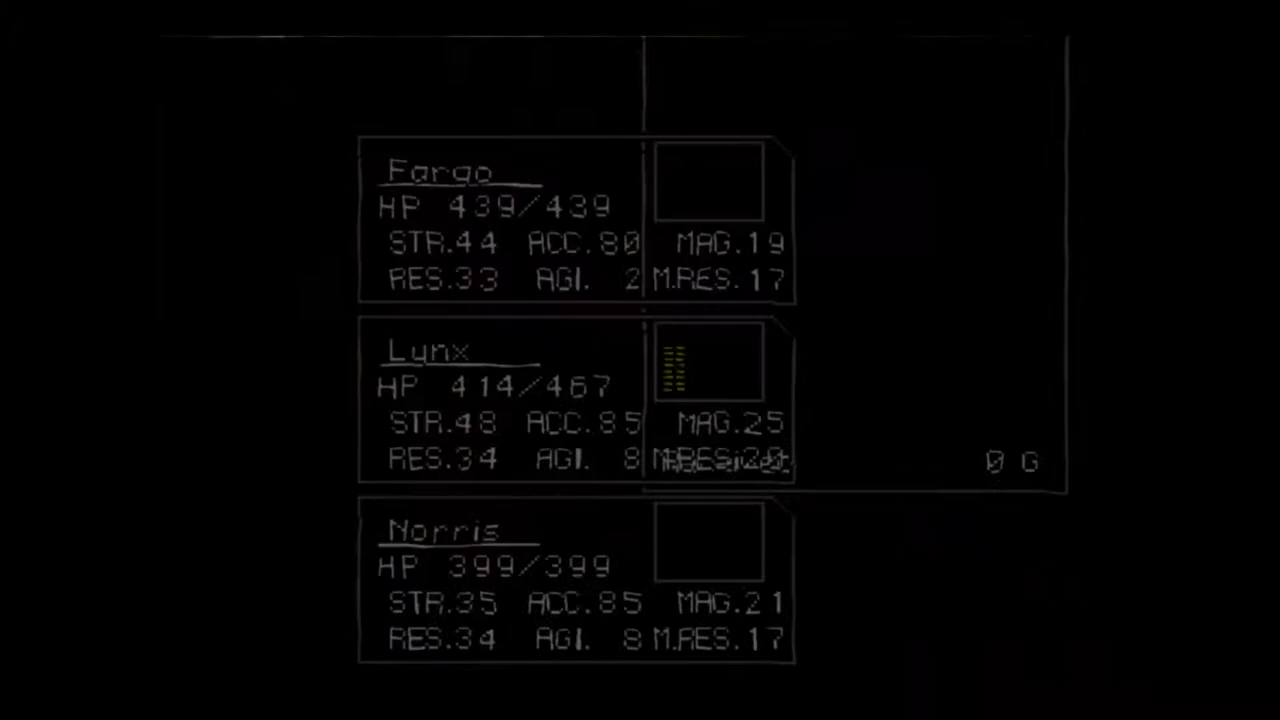 Fargo
HP 439/439
STR.44 ACC.80 MAG.19
RES.33 AGI. 2 M.RES.17
Lynx
HP 414/467
STR.48 ACC.85 MAG.25
RES.34 AGI. 8 M.RES.20
0 G
Norris
HP 399/399
STR.35 ACC.85 MAG.21
RES.34 AGI. 8 M.RES.17